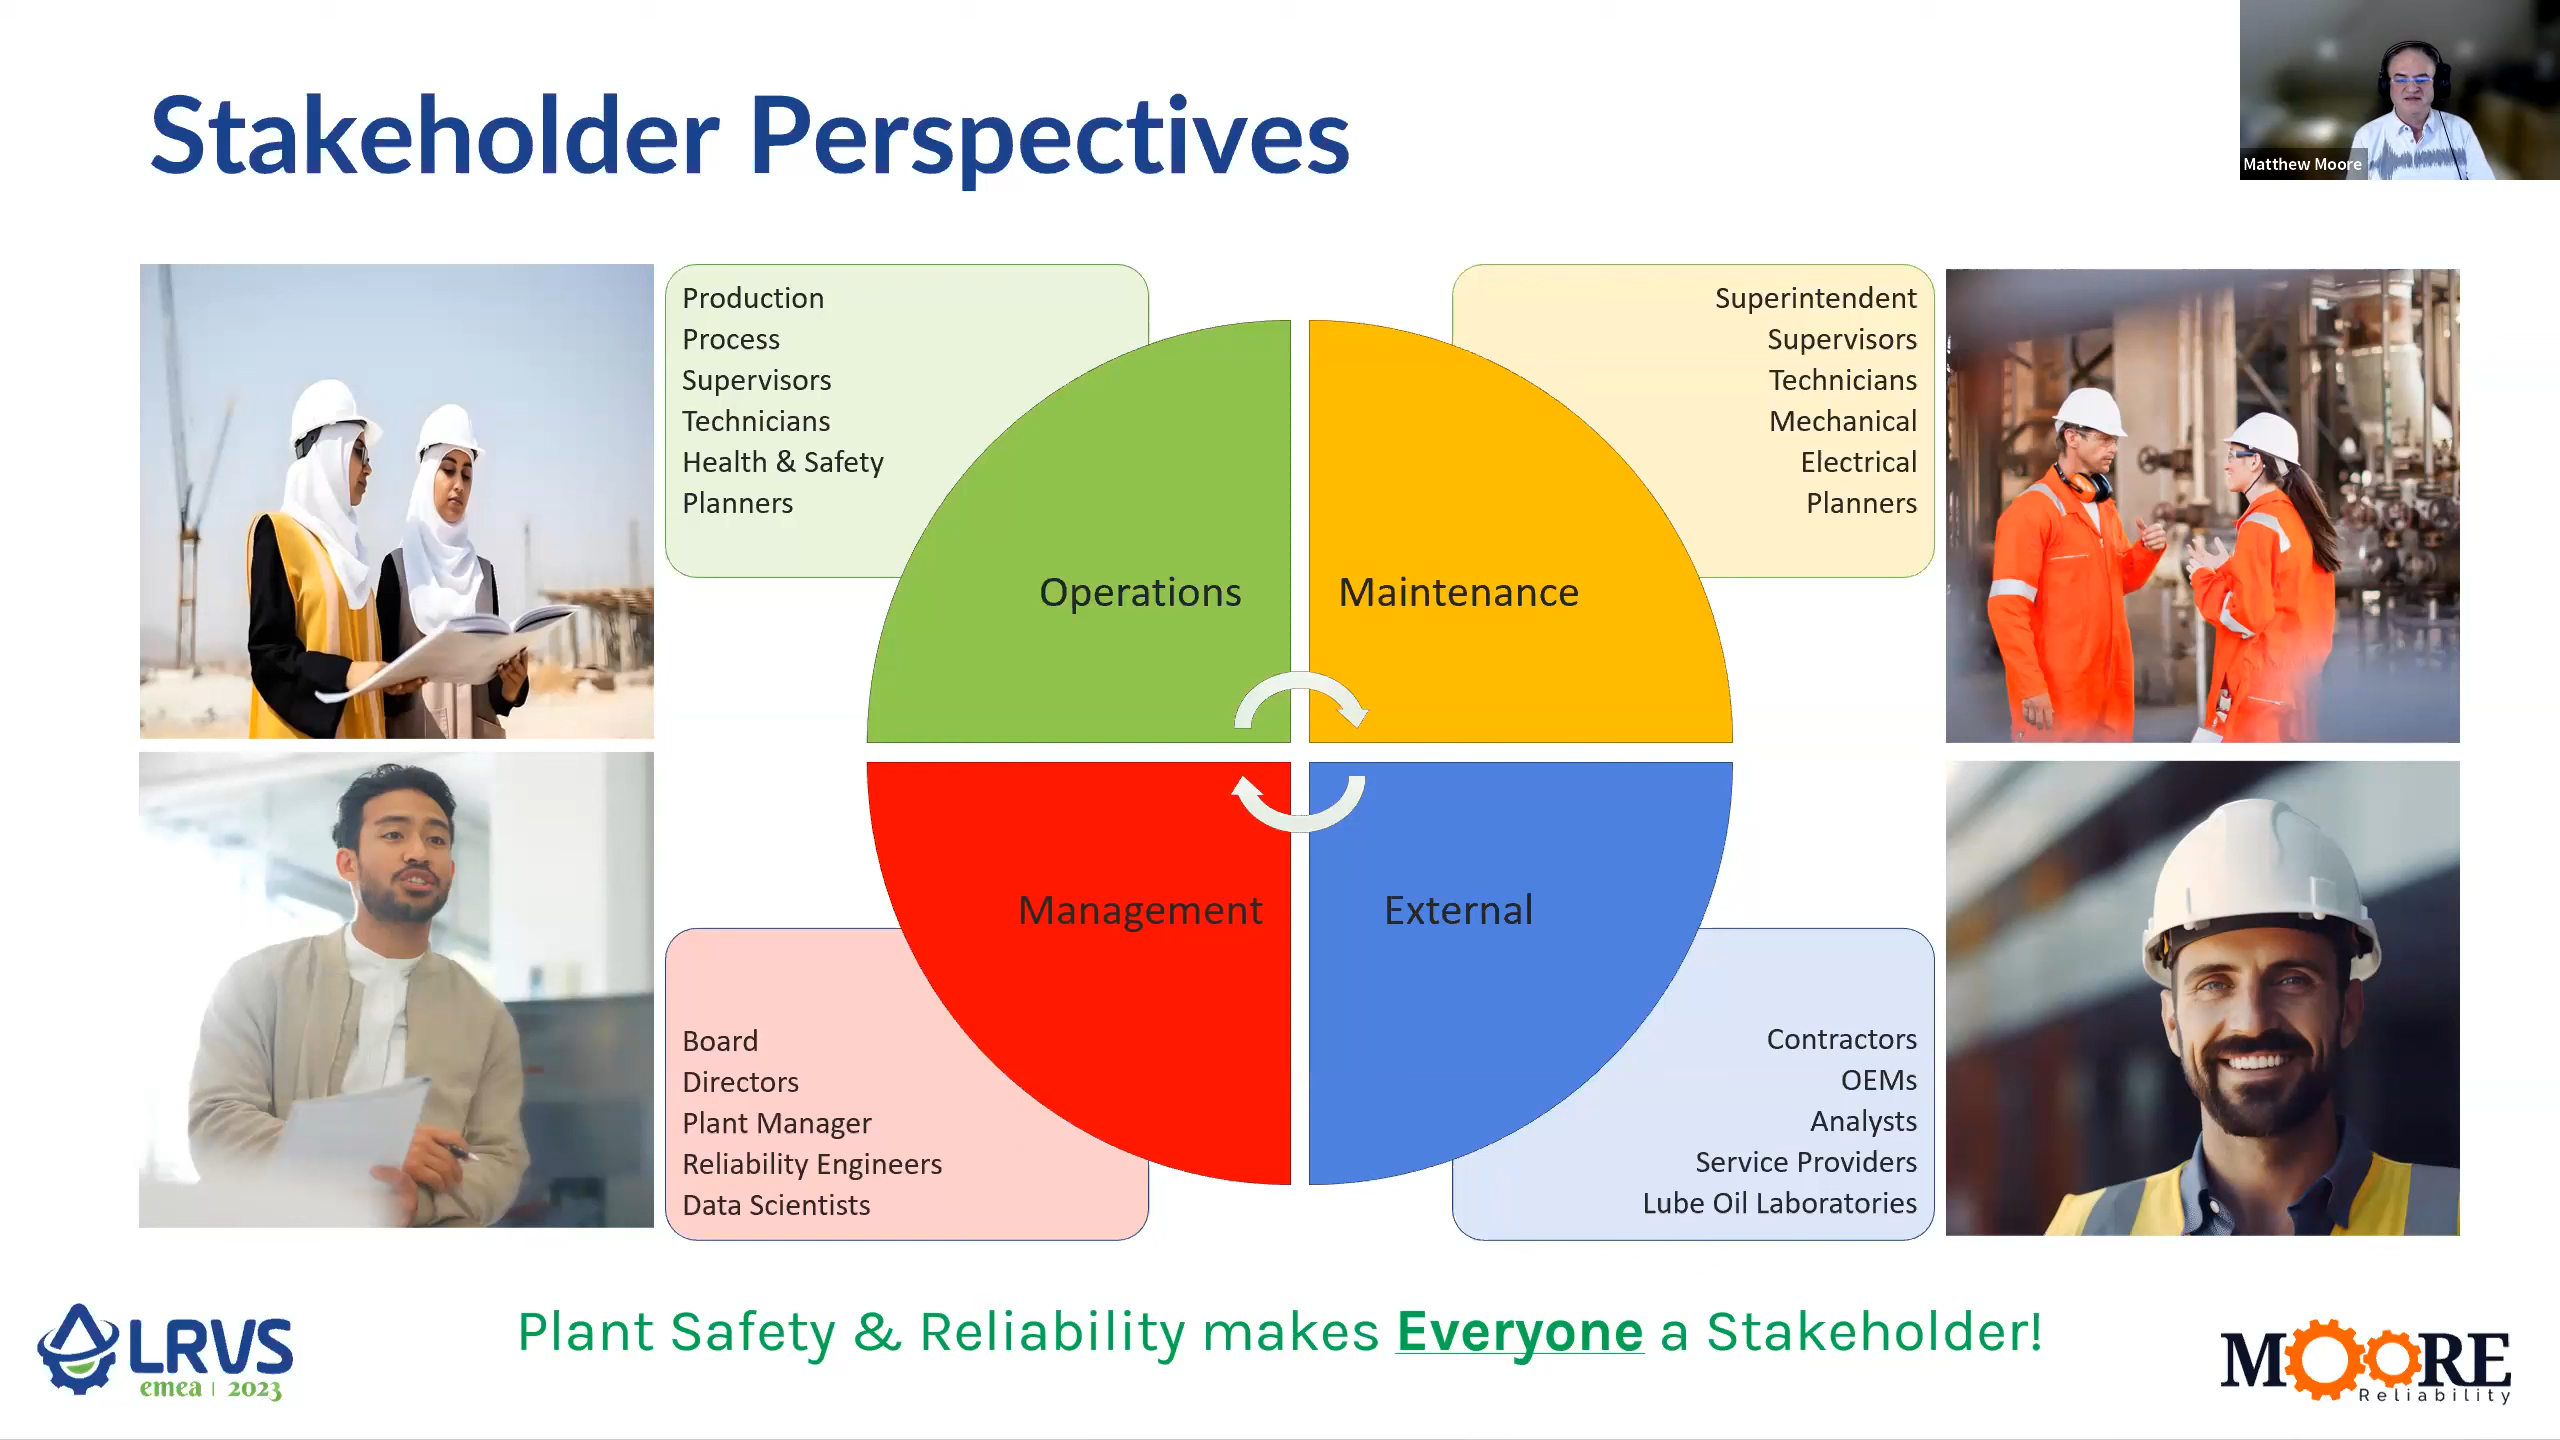 Stakeholder Perspectives
Matthew Moore
Production
Process
Supervisors
Technicians
Health & Safety
Planners
Superintendent
Supervisors
Technicians
Mechanical
Electrical
Planners
Operations
Maintenance
Management
External
Board
Directors
Plant Manager
Reliability Engineers
Data Scientists
Contractors
OEMs
Analysts
Service Providers
Lube Oil Laboratories
Plant Safety & Reliability makes Everyone a Stakeholder!
LRVS
emea | 2023
MOORE
Reliability